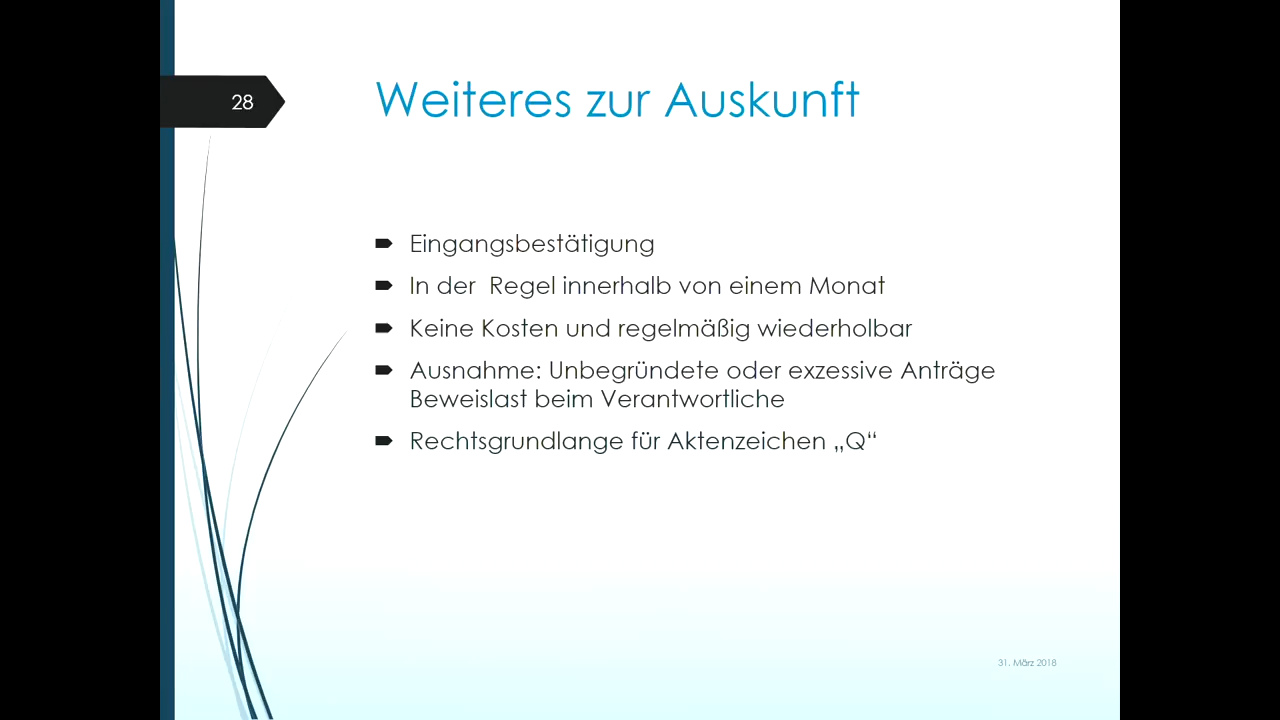 28
Weiteres zur Auskunft
Eingangsbestätigung
In der  Regel innerhalb von einem Monat
Keine Kosten und regelmäßig wiederholbar
Ausnahme: Unbegründete oder exzessive Anträge
Beweislast beim Verantwortliche
Rechtsgrundlange für Aktenzeichen „Q“
31. März 2018